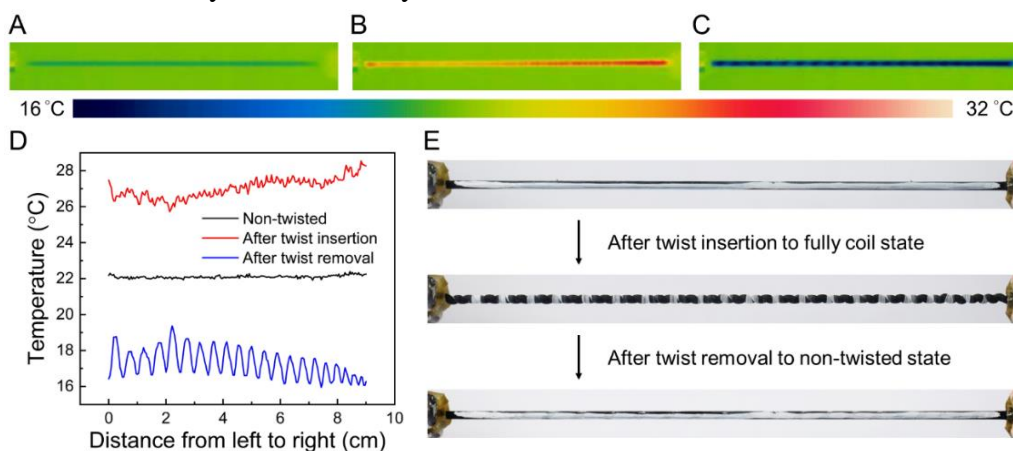 A
B
C
16 °C
32 °C
D
E
28
26
24
22
20
18
16
Temperature (°C)
Non-twisted
After twist insertion
After twist removal
0
2
4
6
8
10
Distance from left to right (cm)
After twist insertion to fully coil state
After twist removal to non-twisted state